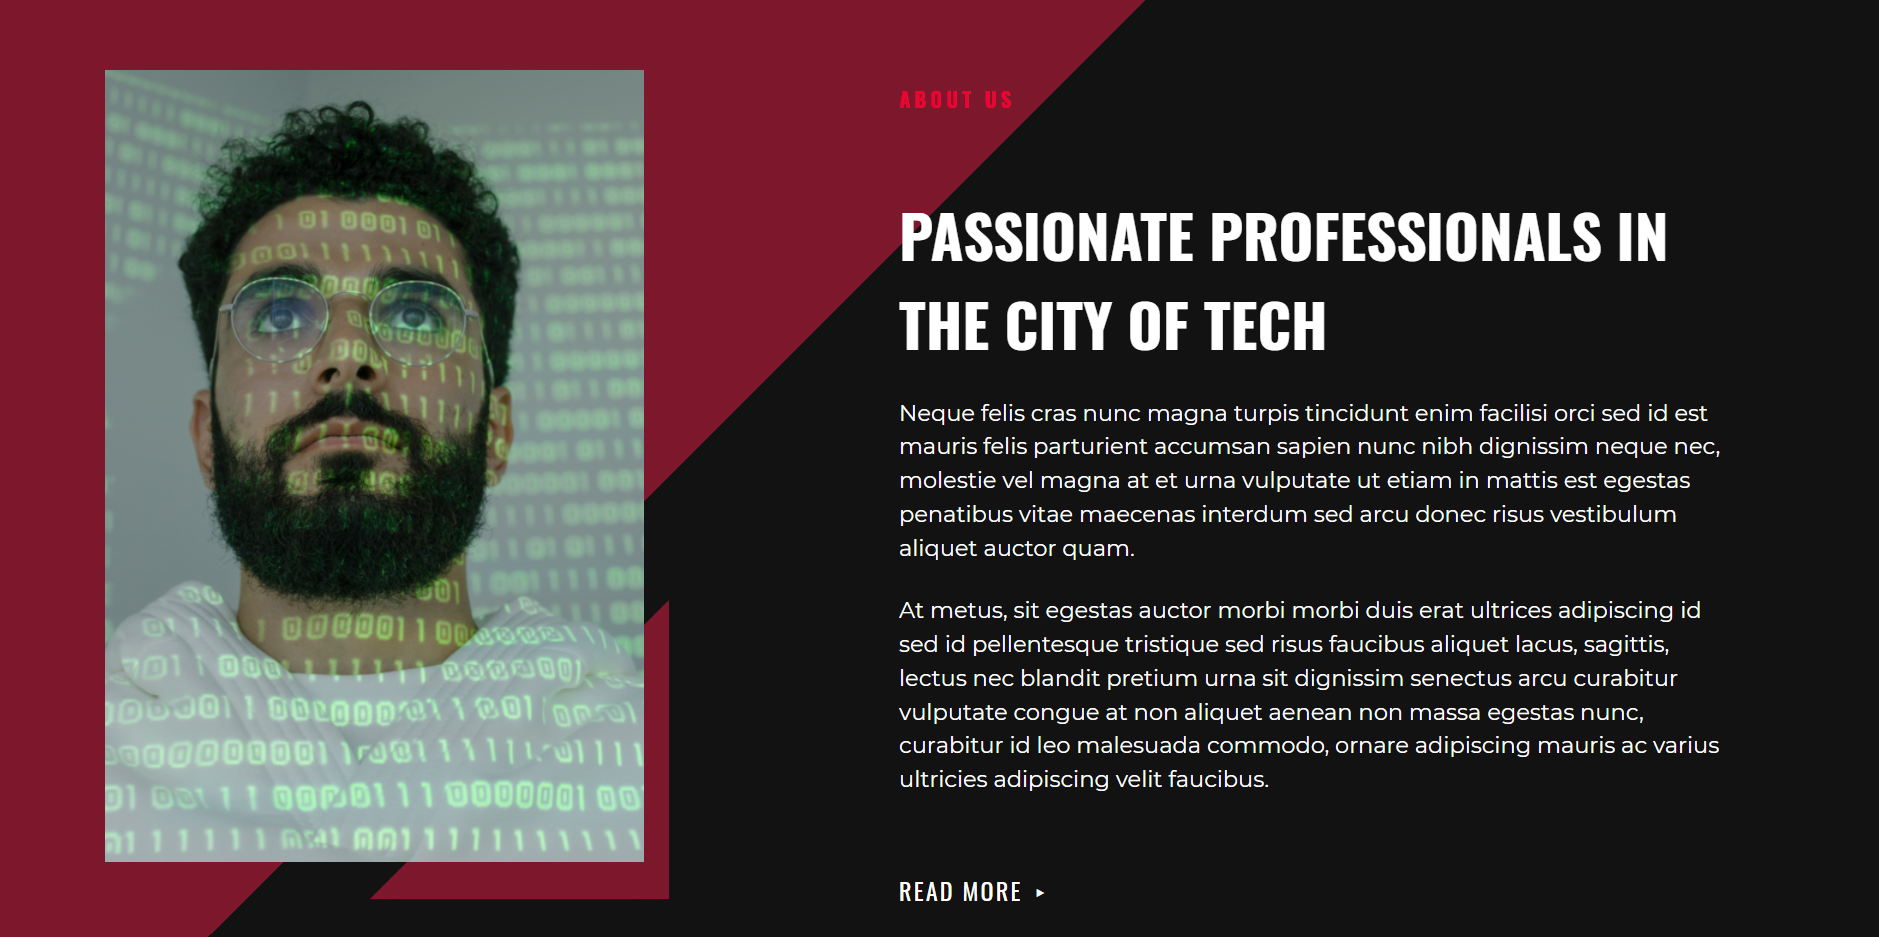 ABOUT US
PASSIONATE PROFESSIONALS IN
THE CITY OF TECH
Neque felis cras nunc magna turpis tincidunt enim facilisi orci sed id est
mauris felis parturient accumsan sapien nunc nibh dignissim neque nec,
molestie vel magna at et urna vulputate ut etiam in mattis est egestas
penatibus vitae maecenas interdum sed arcu donec risus vestibulum
aliquet auctor quam.
At metus, sit egestas auctor morbi morbi duis erat ultrices adipiscing id
sed id pellentesque tristique sed risus faucibus aliquet lacus, sagittis,
lectus nec blandit pretium urna sit dignissim senectus arcu curabitur
vulputate congue at non aliquet aenean non massa egestas nunc,
curabitur id leo malesuada commodo, ornare adipiscing mauris ac varius
ultricies adipiscing velit faucibus.
READ MORE